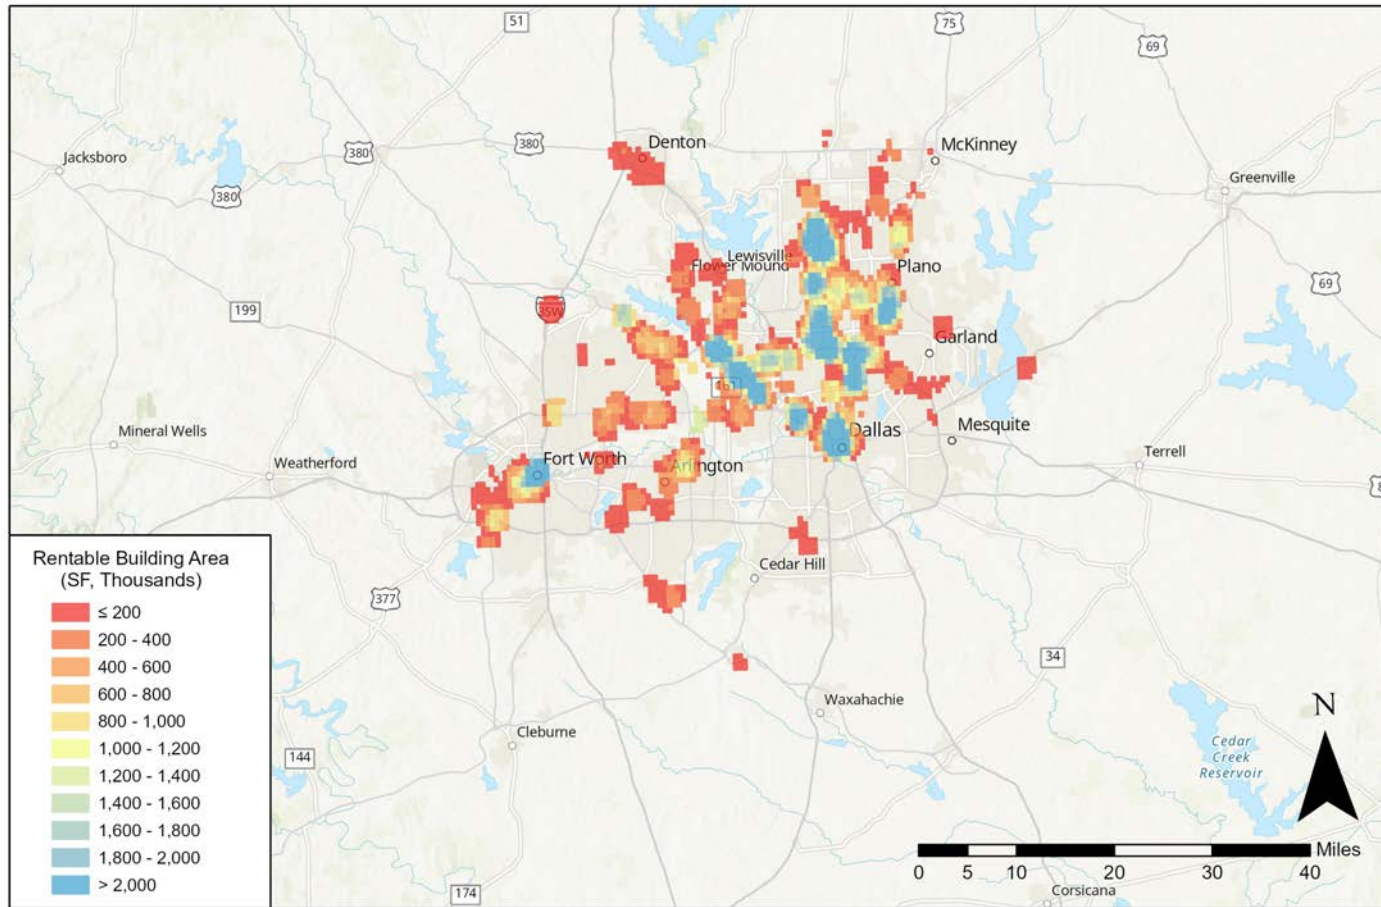 51
75
69
380
Denton
McKinney
Jacksboro
380
Greenville
380
Lewisville
Flower Mound
Plano
69
199
35W
Garland
161
Mineral Wells
Dallas
Mesquite
Weatherford
Fort Worth
Arlington
Terrell
8
Cedar Hill
377
34
Waxahachie
Cleburne
144
174
Cedar
Creek
Reservoir
N
Miles
0 5 10 20 30 40
Corsicana
Rentable Building Area
(SF, Thousands)
≤ 200
200 - 400
400 - 600
600 - 800
800 - 1,000
1,000 - 1,200
1,200 - 1,400
1,400 - 1,600
1,600 - 1,800
1,800 - 2,000
> 2,000